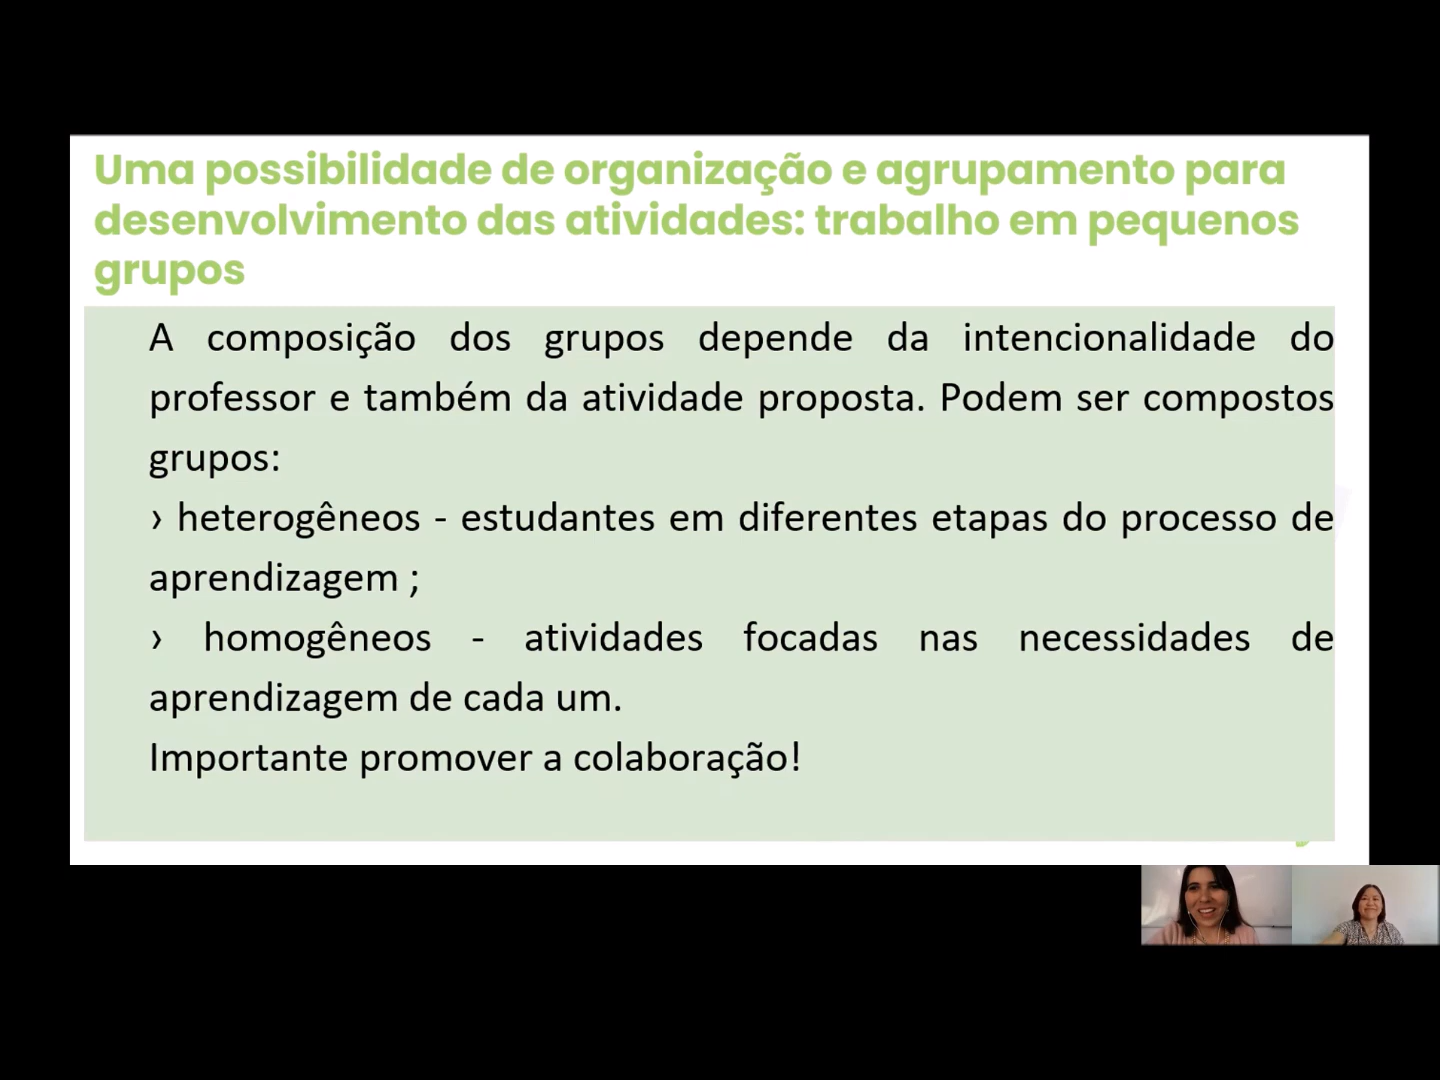 Uma possibilidade de organização e agrupamento para
desenvolvimento das atividades: trabalho em pequenos
grupos
A composição dos grupos depende da intencionalidade do
professor e também da atividade proposta. Podem ser compostos
grupos:
› heterogêneos - estudantes em diferentes etapas do processo de
aprendizagem ;
› homogêneos - atividades focadas nas necessidades de
aprendizagem de cada um.
Importante promover a colaboração!